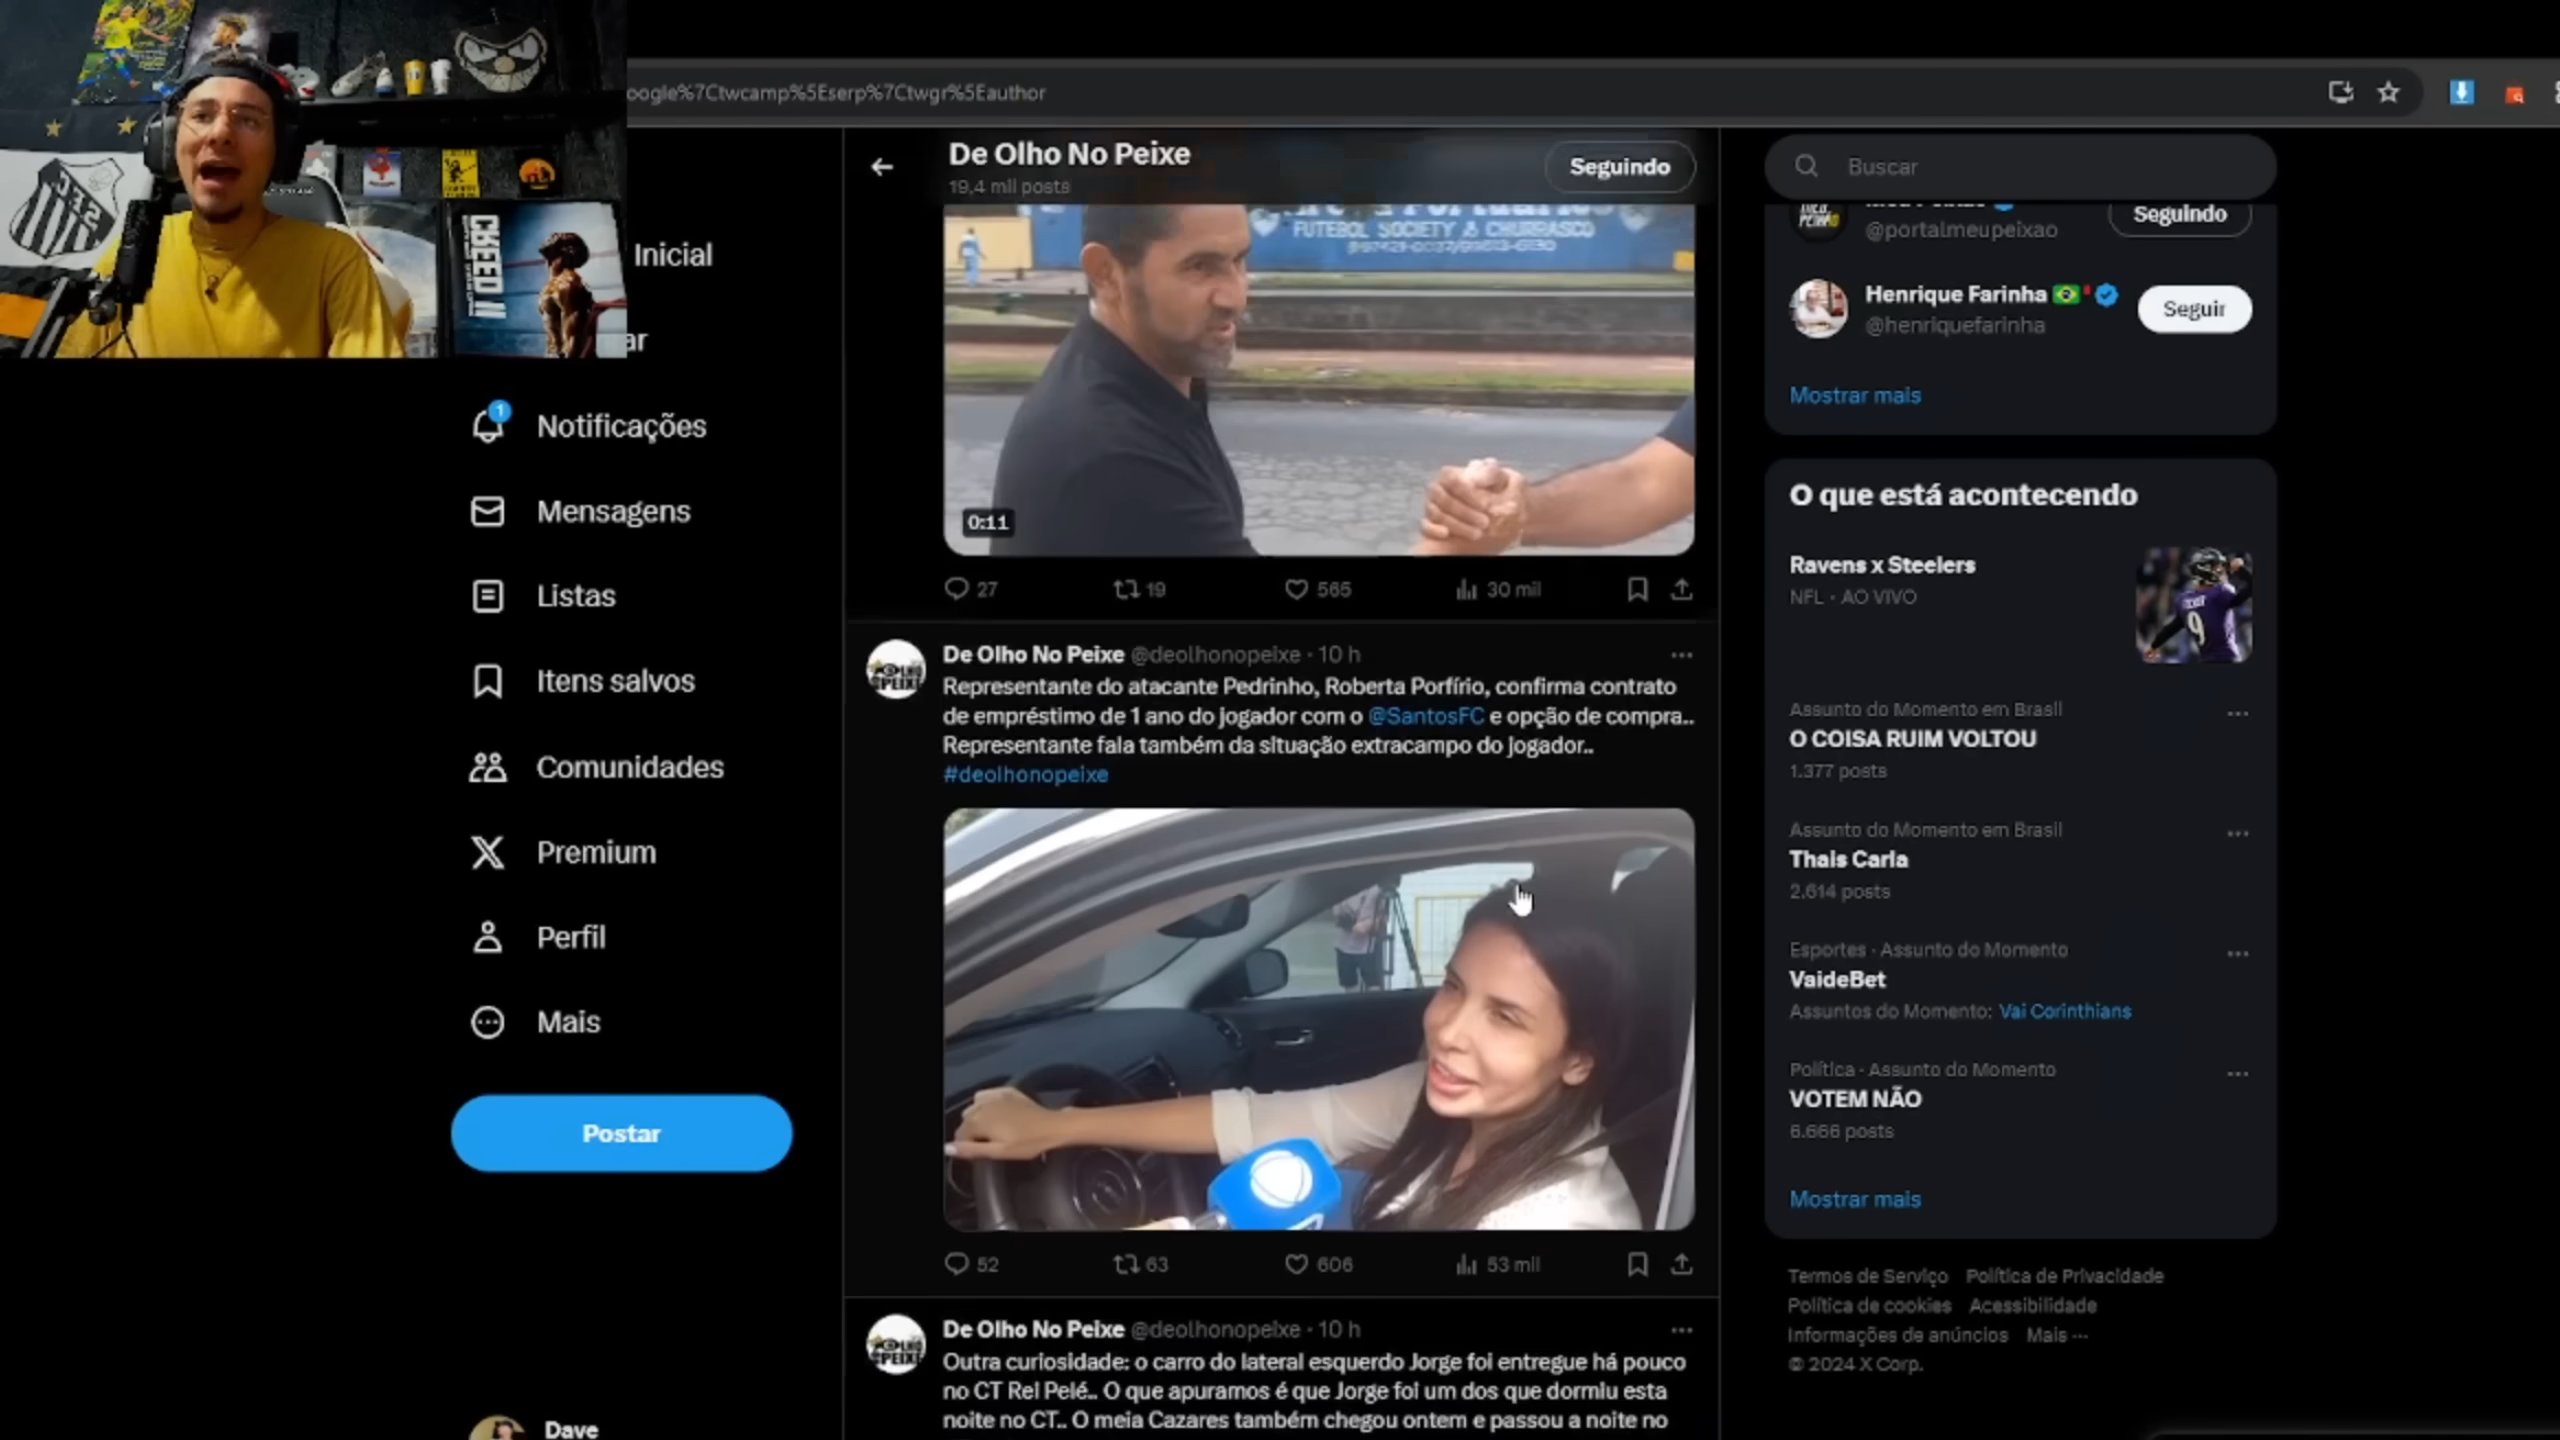 oogle%7Ctwcamp%5Eserp%7Ctwgr%5Eauthor
CREED II
Inicial
ar
Notificações
1
Mensagens
Listas
Itens salvos
Comunidades
Premium
Perfil
Mais
Postar
Dave
De Olho No Peixe
19,4 mil posts
Seguindo
FUTEBOL SOCIETY & CHURRASCO
0:11
27
19
565
30 mil
De Olho No Peixe @deolhonopeixe · 10 h
Representante do atacante Pedrinho, Roberta Porfírio, confirma contrato
de empréstimo de 1 ano do jogador com o @SantosFC e opção de compra..
Representante fala também da situação extracampo do jogador..
#deolhonopeixe
52
63
606
53 mil
De Olho No Peixe @deolhonopeixe · 10 h
Outra curiosidade: o carro do lateral esquerdo Jorge foi entregue há pouco
no CT Rei Pelé.. O que apuramos é que Jorge foi um dos que dormiu esta
noite no CT.. O meia Cazares também chegou ontem e passou a noite no
Buscar
@portalmeupeixao
Seguindo
Henrique Farinha
@henriquefarinha
Seguir
Mostrar mais
O que está acontecendo
Ravens x Steelers
NFL · AO VIVO
9
Assunto do Momento em Brasil
O COISA RUIM VOLTOU
1.377 posts
Assunto do Momento em Brasil
Thais Carla
2.614 posts
Esportes · Assunto do Momento
VaideBet
Assuntos do Momento: Vai Corinthians
Política · Assunto do Momento
VOTEM NÃO
6.666 posts
Mostrar mais
Termos de Serviço Política de Privacidade
Política de cookies Acessibilidade
Informações de anúncios Mais ···
© 2024 X Corp.